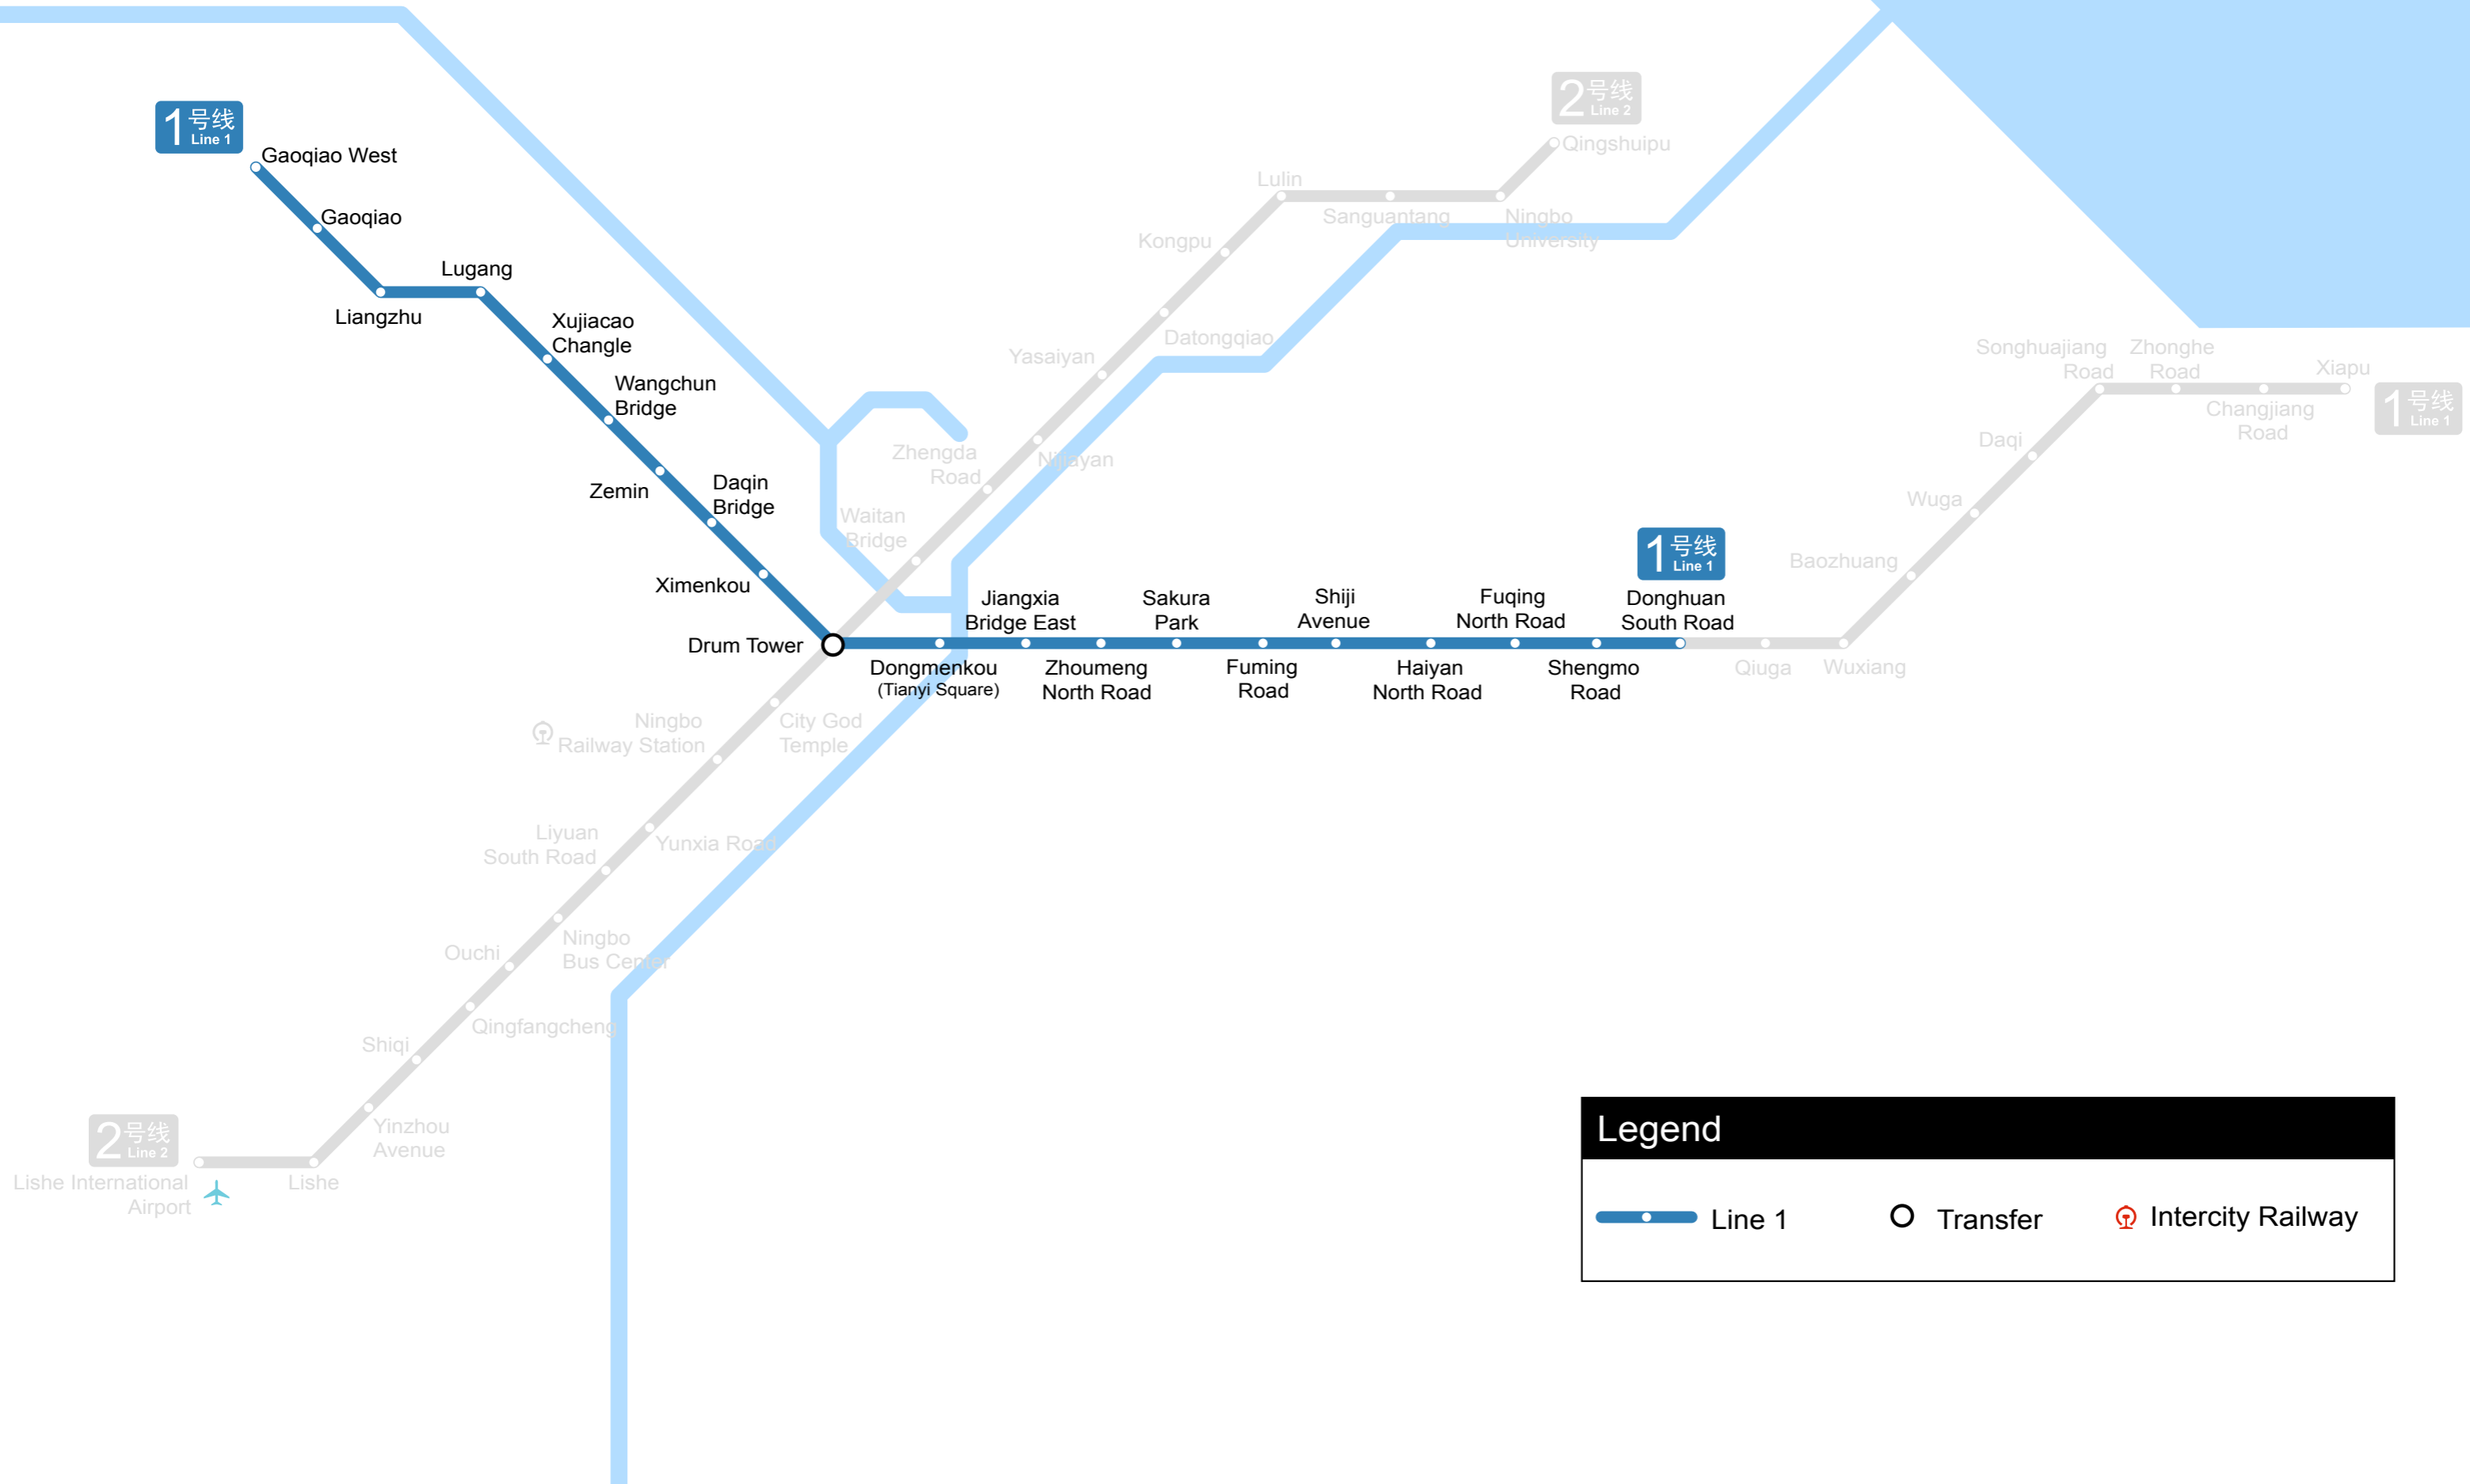 1号线
Line 1
Gaoqiao West
Gaoqiao
Liangzhu
Lugang
Xujiacao
Changle
Wangchun
Bridge
Zemin
Daqin
Bridge
Ximenkou
Drum Tower
Dongmenkou
(Tianyi Square)
Jiangxia
Bridge East
Zhoumeng
North Road
Sakura
Park
Fuming
Road
Shiji
Avenue
Haiyan
North Road
Fuqing
North Road
Shengmo
Road
Donghuan
South Road
1号线
Line 1
Qiuga
Wuxiang
Baozhuang
Wuga
Daqi
Songhuajiang
Road
Zhonghe
Road
Changjiang
Road
Xiapu
1号线
Line 1
2号线
Line 2
Qingshuipu
Ningbo
University
Sanguantang
Lulin
Kongpu
Datongqiao
Yasaiyan
Nijiayan
Zhengda
Road
Waitan
Bridge
City God
Temple
Ningbo
Railway Station
Yunxia Road
Liyuan
South Road
Ningbo
Bus Center
Ouchi
Qingfangcheng
Shiqi
Yinzhou
Avenue
Lishe
2号线
Line 2
Lishe International
Airport
Legend
Line 1
Transfer
Intercity Railway